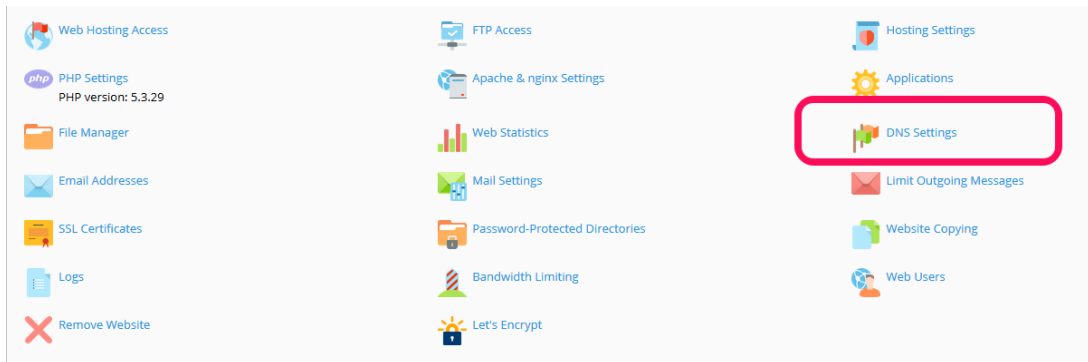 Web Hosting Access
FTP Access
Hosting Settings
php
PHP Settings
PHP version: 5.3.29
Apache & nginx Settings
Applications
File Manager
Web Statistics
DNS Settings
Email Addresses
Mail Settings
Limit Outgoing Messages
SSL Certificates
Password-Protected Directories
Website Copying
Logs
Bandwidth Limiting
Web Users
Remove Website
Let's Encrypt